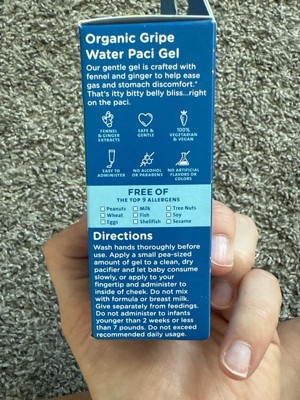 Organic Gripe
Water Paci Gel
Our gentle gel is crafted with
fennel and ginger to help ease
gas and stomach discomfort.*
That's itty bitty belly bliss...right
on the paci.
FENNEL
& GINGER
EXTRACTS
SAFE &
GENTLE
100%
VEGETARIAN
& VEGAN
EASY TO
ADMINISTER
NO ALCOHOL
OR PARABENS
NO ARTIFICIAL
FLAVORS OR
COLORS
FREE OF
THE TOP 9 ALLERGENS
Peanuts Milk Tree Nuts
Wheat Fish Soy
Eggs Shellfish Sesame
Directions
Wash hands thoroughly before
use. Apply a small pea-sized
amount of gel to a clean, dry
pacifier and let baby consume
slowly, or apply to your
fingertip and administer to
inside of cheek. Do not mix
with formula or breast milk.
Give separately from feedings.
Do not administer to infants
younger than 2 weeks or less
than 7 pounds. Do not exceed
recommended daily usage.